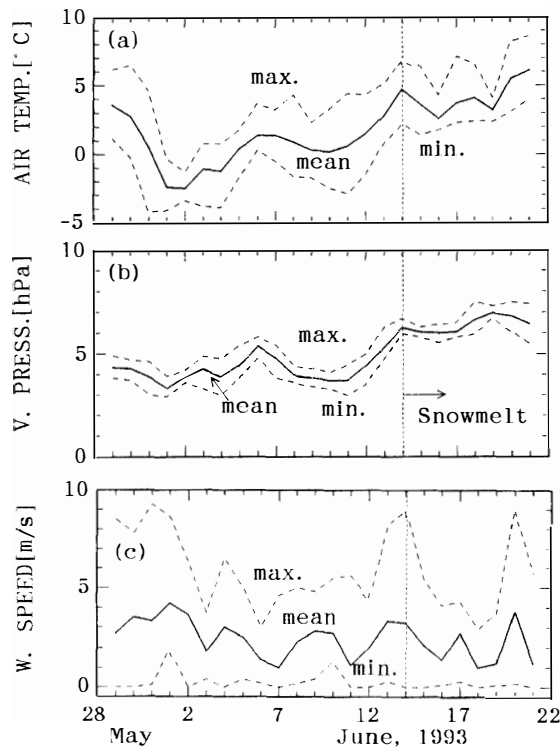 (a)
AIR TEMP.[°C]
10
5
0
-5
max.
mean
min.
(b)
V. PRESS.[hPa]
10
5
0
max.
mean
min.
Snowmelt
(c)
W. SPEED[m/s]
10
5
0
max.
mean
min.
28 2 7 12 17 22
May June, 1993